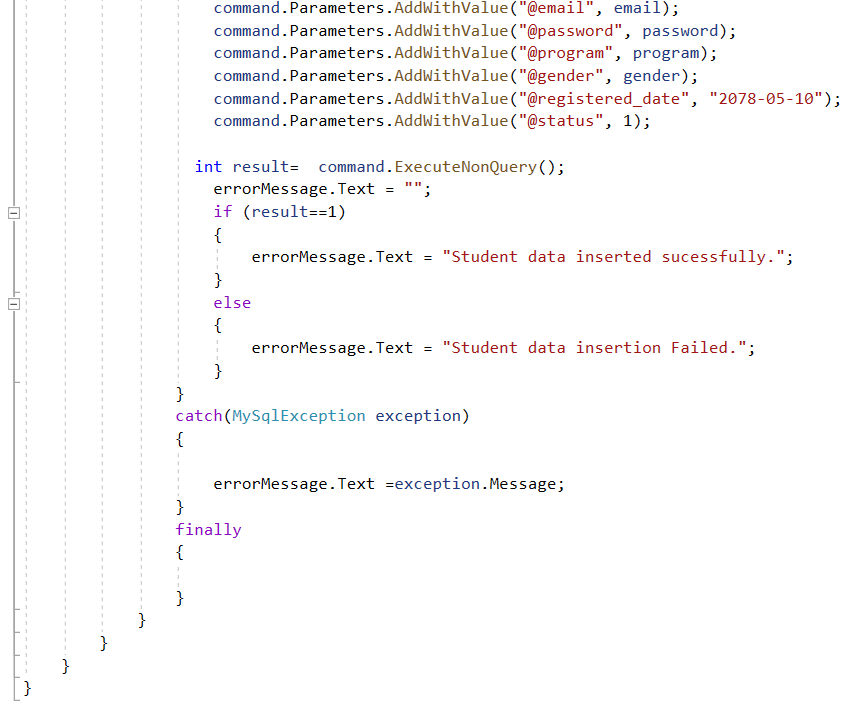 command.Parameters.AddWithValue("@email", email);
command.Parameters.AddWithValue("@password", password);
command.Parameters.AddWithValue("@program", program);
command.Parameters.AddWithValue("@gender", gender);
command.Parameters.AddWithValue("@registered_date", "2078-05-10");
command.Parameters.AddWithValue("@status", 1);
int result=  command.ExecuteNonQuery();
errorMessage.Text = "";
if (result==1)
{
errorMessage.Text = "Student data inserted sucessfully.";
}
else
{
errorMessage.Text = "Student data insertion Failed.";
}
}
catch(MySqlException exception)
{
errorMessage.Text =exception.Message;
}
finally
{
}
}
}
}
}